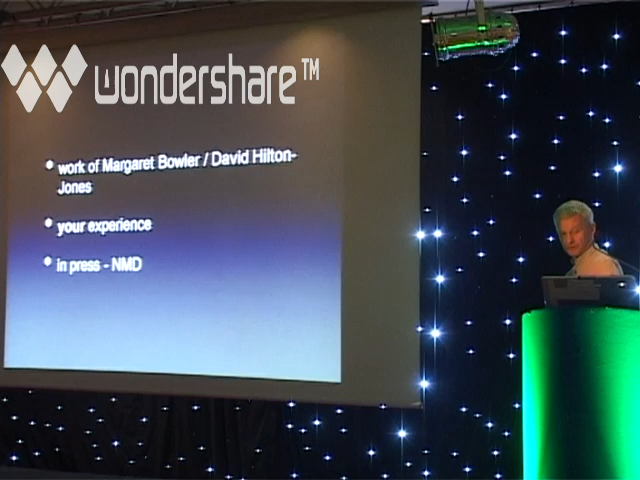 wondershare™
• work of Margaret Bowler / David Hilton-
Jones
• your experience
• in press - NMD